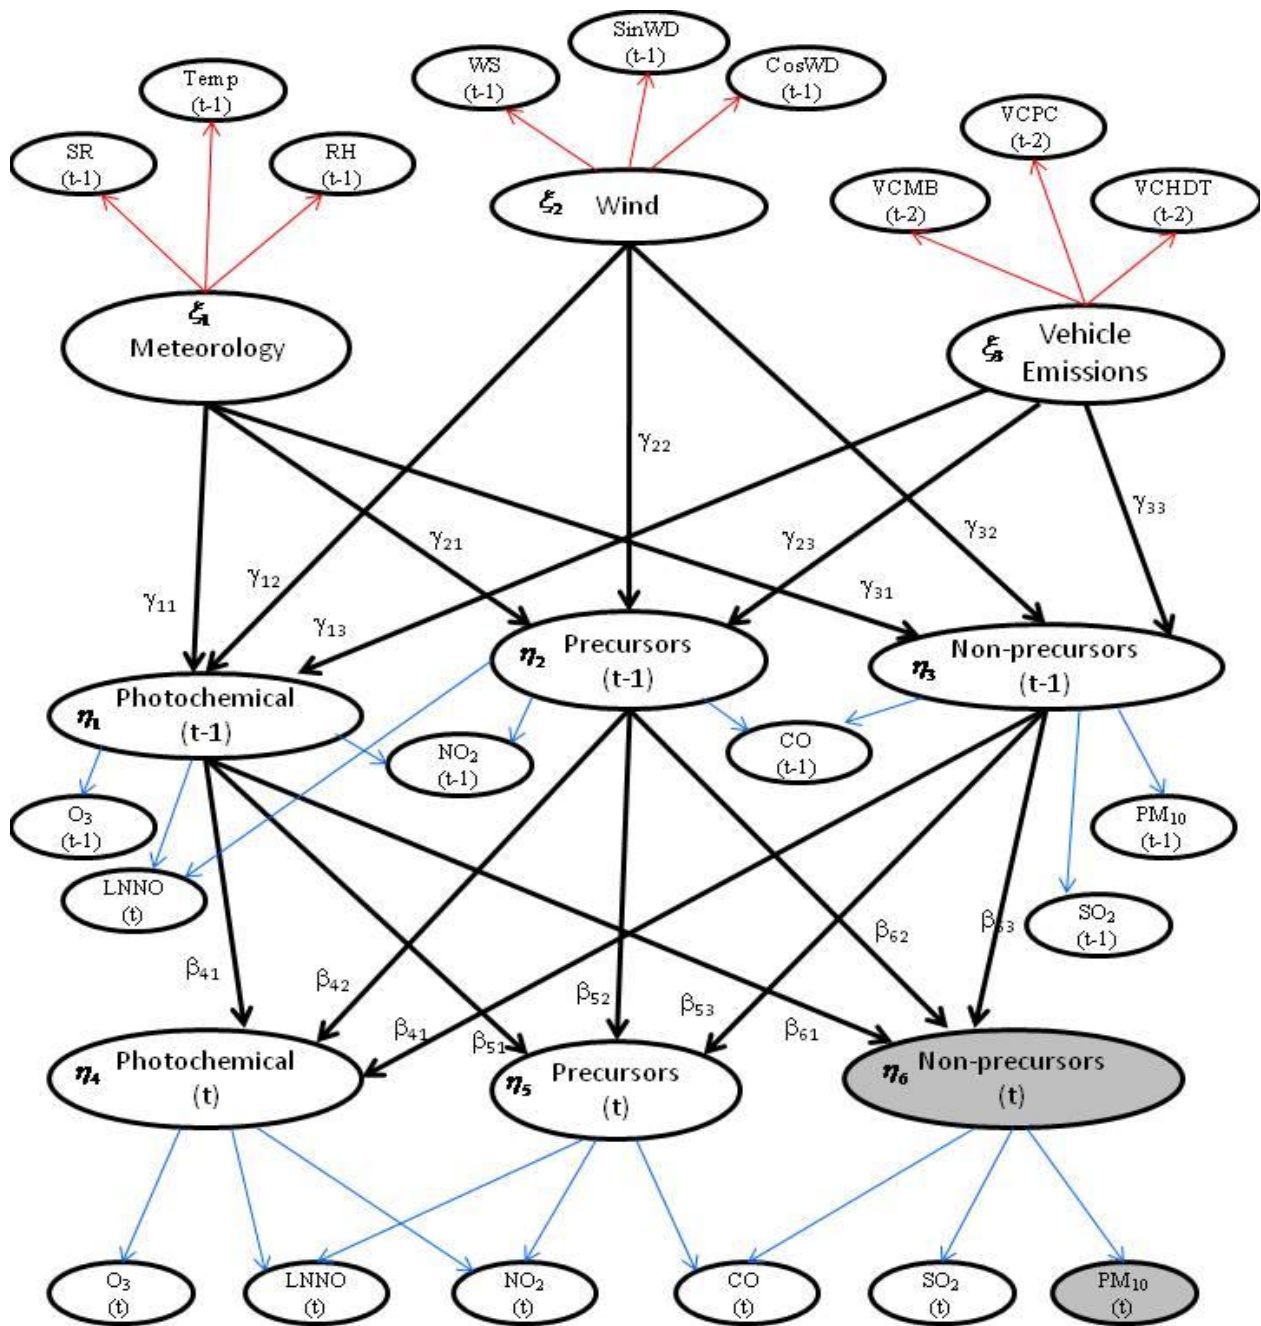 SinWD
(t-1)
WS
(t-1)
CosWD
(t-1)
Temp
(t-1)
VCPC
(t-2)
SR
(t-1)
RH
(t-1)
VCMB
(t-2)
VCHDT
(t-2)
ξ2 Wind
ξ1
Meteorology
ξ3 Vehicle
Emissions
γ22
γ33
γ21
γ23
γ32
γ12
γ11
γ31
γ13
η2 Precursors
(t-1)
η3 Non-precursors
(t-1)
η1 Photochemical
(t-1)
NO2
(t-1)
CO
(t-1)
O3
(t-1)
PM10
(t-1)
LNNO
(t)
SO2
(t-1)
β62
β63
β41
β42
β52
β53
β41
β51
β61
η4 Photochemical
(t)
η5 Precursors
(t)
η6 Non-precursors
(t)
O3
(t)
LNNO
(t)
NO2
(t)
CO
(t)
SO2
(t)
PM10
(t)